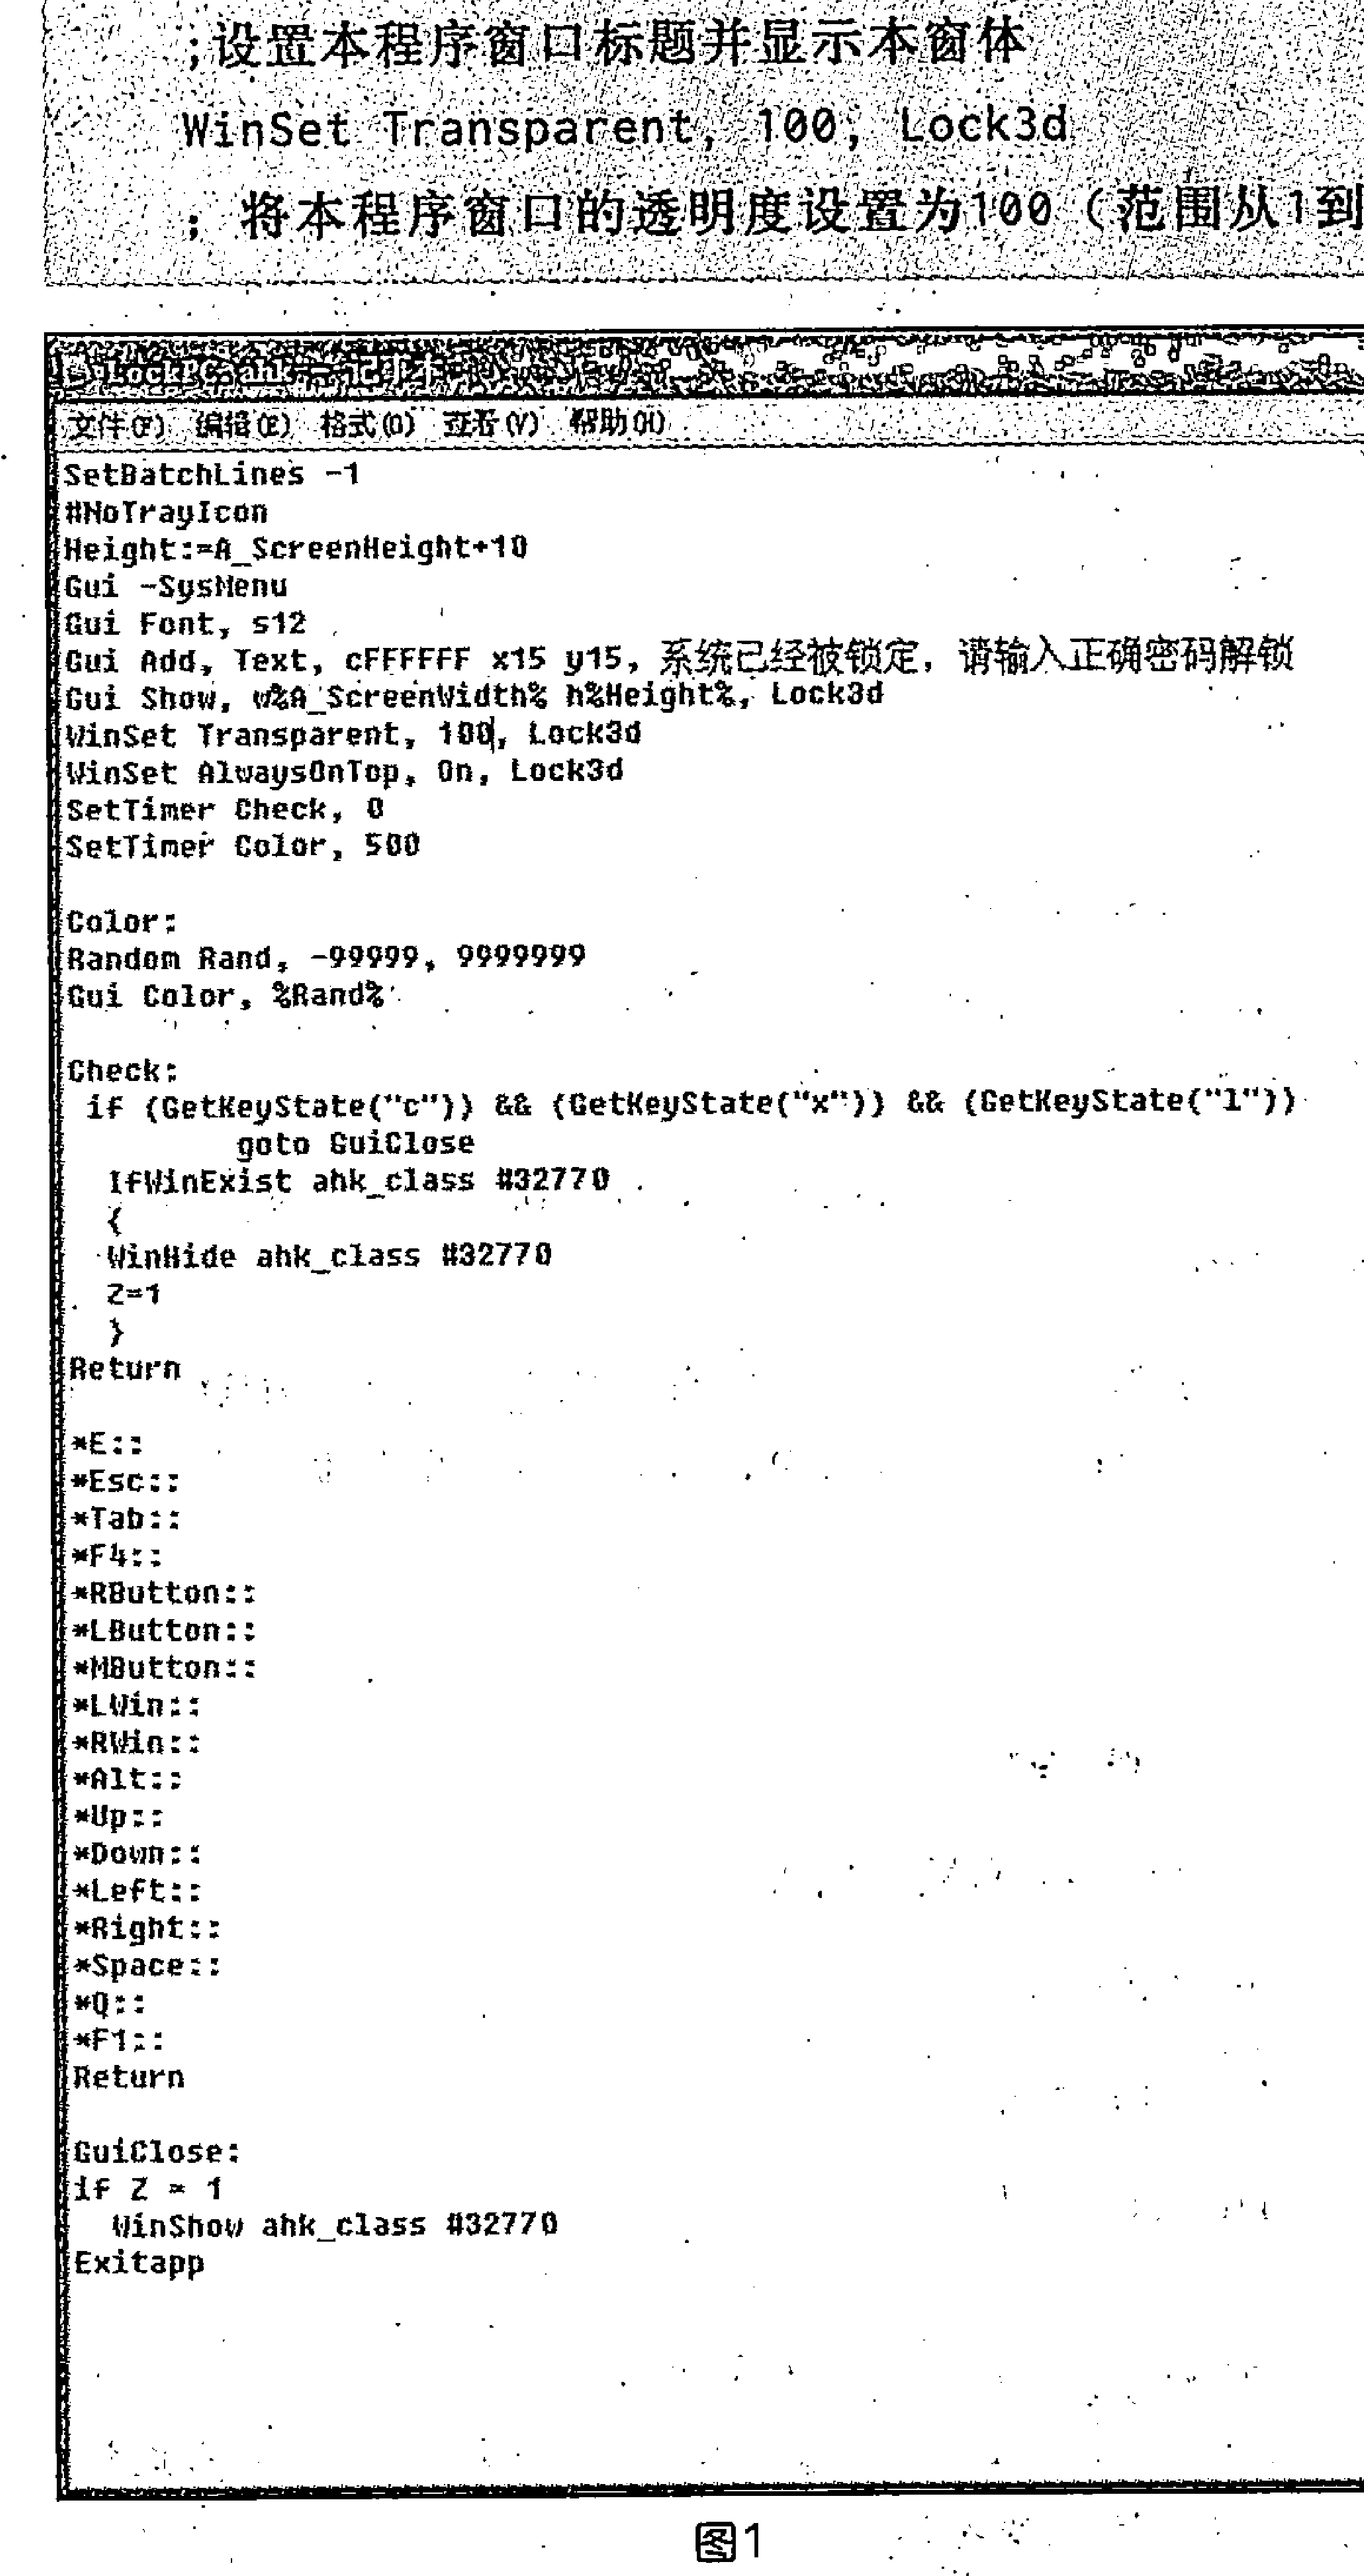 ;设置本程序窗口标题并显示本窗体
WinSet Transparent, 100, Lock3d
; 将本程序窗口的透明度设置为100（范围从1到
LockPC.ahk - 记事本
文件(F) 编辑(E) 格式(O) 查看(V) 帮助(H)
SetBatchLines -1
#NoTrayIcon
Height:=A_ScreenHeight+10
Gui -SysMenu
Gui Font, s12
Gui Add, Text, cFFFFFF x15 y15, 系统已经被锁定，请输入正确密码解锁
Gui Show, w%A_ScreenWidth% h%Height%, Lock3d
WinSet Transparent, 100, Lock3d
WinSet AlwaysOnTop, On, Lock3d
SetTimer Check, 0
SetTimer Color, 500
Color:
Random Rand, -99999, 9999999
Gui Color, %Rand%
Check:
if (GetKeyState("c")) && (GetKeyState("x")) && (GetKeyState("l"))
goto GuiClose
IfWinExist ahk_class #32770
{
WinHide ahk_class #32770
Z=1
}
Return
*E::
*Esc::
*Tab::
*F4::
*RButton::
*LButton::
*MButton::
*LWin::
*RWin::
*Alt::
*Up::
*Down::
*Left::
*Right::
*Space::
*Q::
*F1::
Return
GuiClose:
if Z = 1
WinShow ahk_class #32770
Exitapp
图1